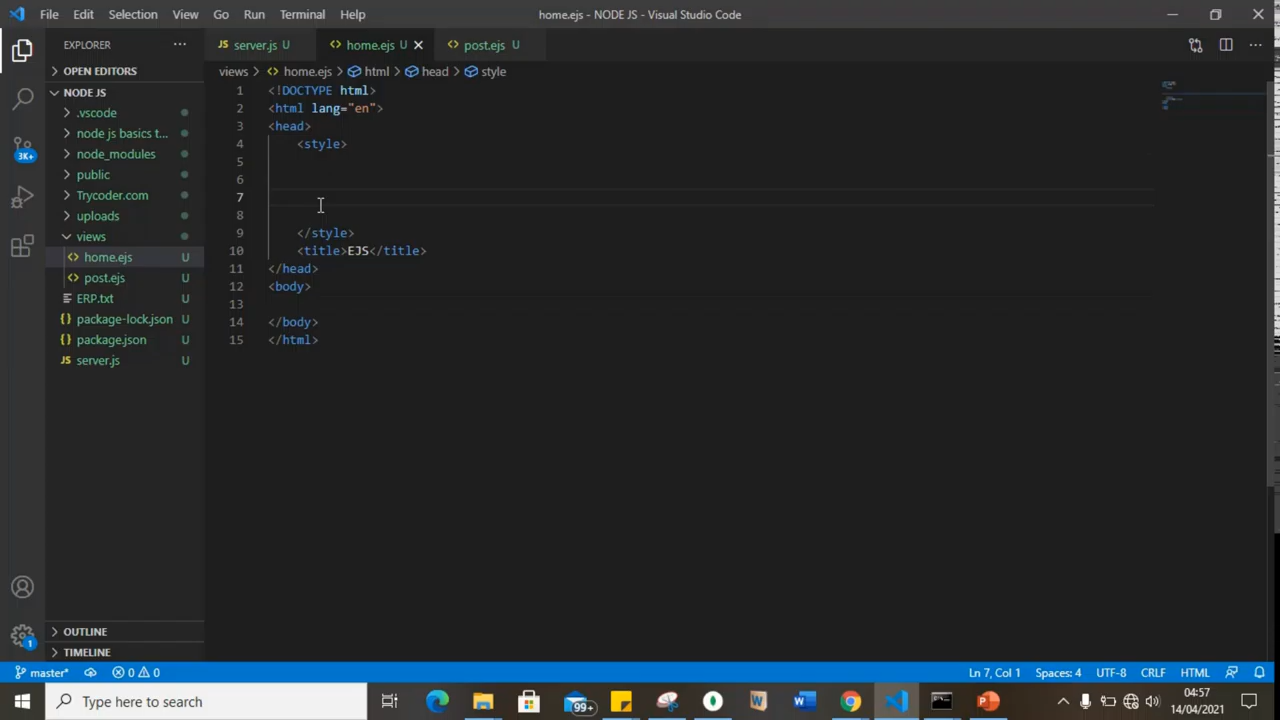 File Edit Selection View Go Run Terminal Help
home.ejs - NODE JS - Visual Studio Code
EXPLORER
OPEN EDITORS
NODE JS
.vscode
node js basics t...
node_modules
public
Trycoder.com
uploads
views
home.ejs U
post.ejs U
ERP.txt U
package-lock.json U
package.json U
JS server.js U
OUTLINE
TIMELINE
3K+
1
JS server.js U
home.ejs U
post.ejs U
views > home.ejs > html > head > style
1 <!DOCTYPE html>
2 <html lang="en">
3 <head>
4 <style>
5
6
7
8
9 </style>
10 <title>EJS</title>
11 </head>
12 <body>
13
14 </body>
15 </html>
master* 0 0
Ln 7, Col 1 Spaces: 4 UTF-8 CRLF HTML
Type here to search
99+
04:57
14/04/2021